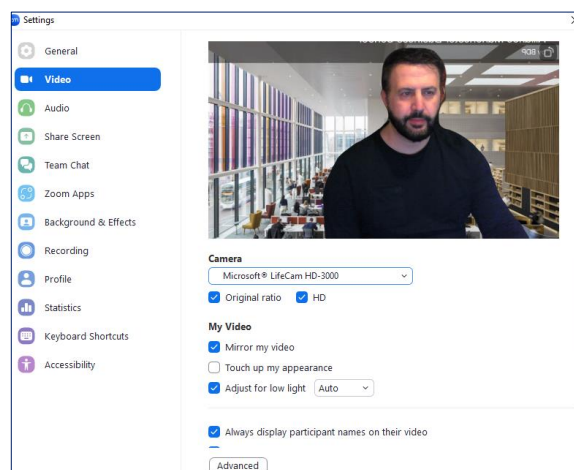 Settings
General
Video
Audio
Share Screen
Team Chat
Zoom Apps
Background & Effects
Recording
Profile
Statistics
Keyboard Shortcuts
Accessibility
BDP
Camera
Microsoft® LifeCam HD-3000
Original ratio HD
My Video
Mirror my video
Touch up my appearance
Adjust for low light Auto
Always display participant names on their video
Advanced